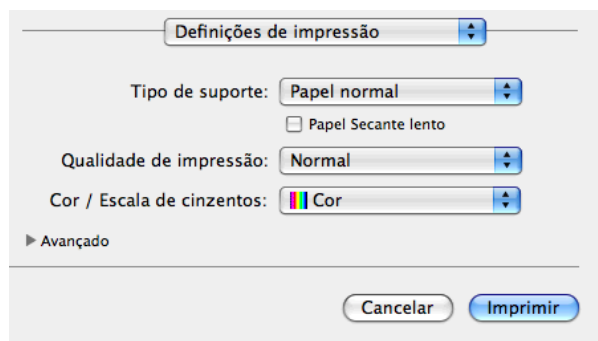 Definições de impressão
Tipo de suporte: Papel normal
Papel Secante lento
Qualidade de impressão: Normal
Cor / Escala de cinzentos: Cor
Avançado
Cancelar Imprimir